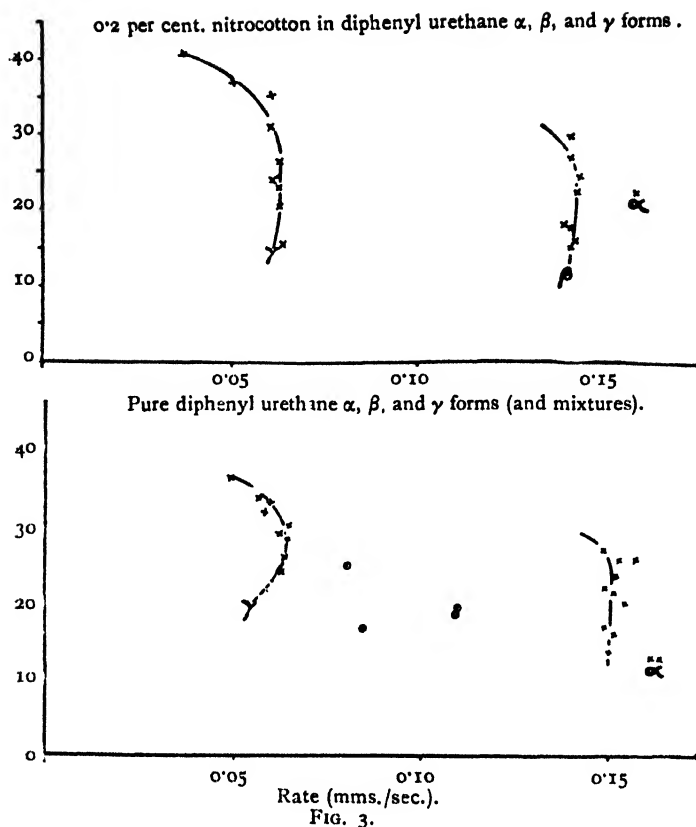 0·2 per cent. nitrocotton in diphenyl urethane α, β, and γ forms.
40
30
20
10
0
γ
β
α
0·05 0·10 0·15
Pure diphenyl urethane α, β, and γ forms (and mixtures).
40
30
20
10
0
γ
α
0·05 0·10 0·15
Rate (mms./sec.).
FIG. 3.